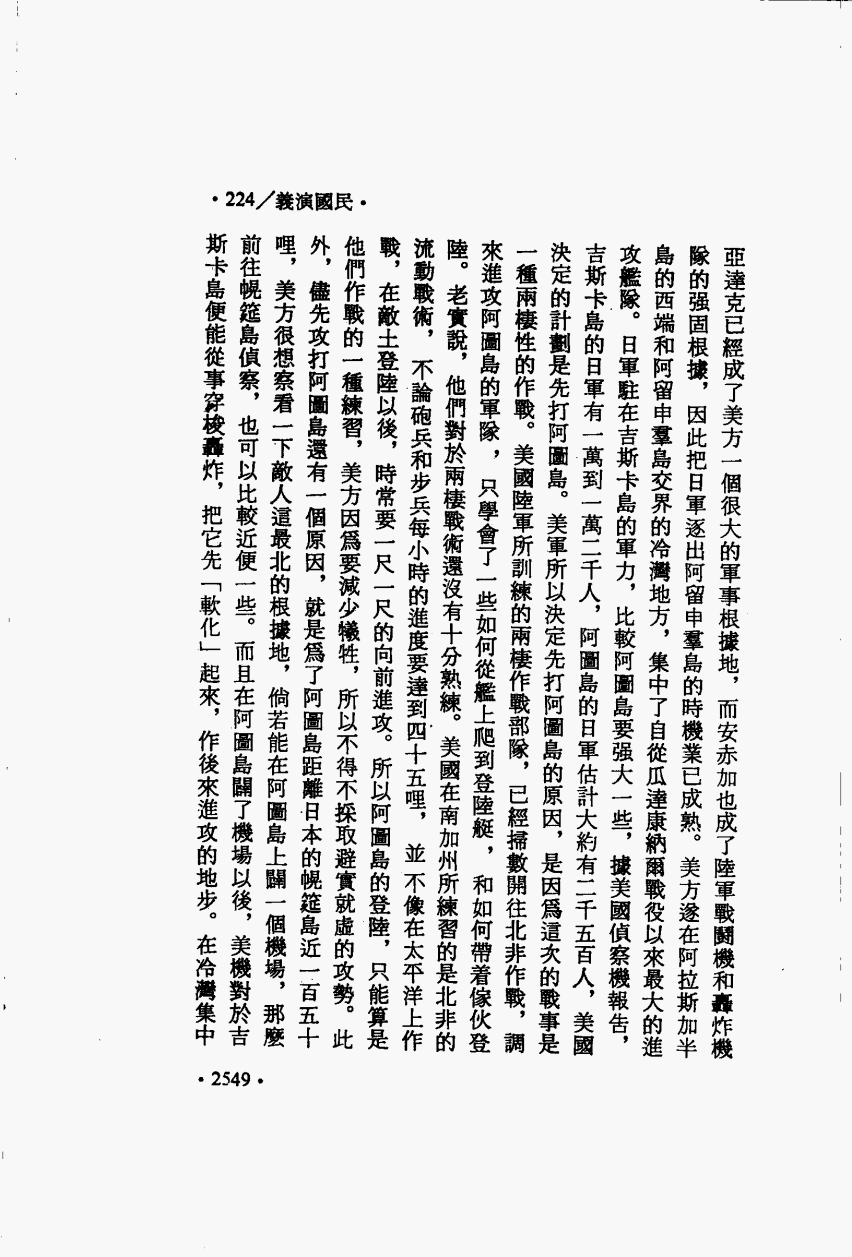 •224／義演國民•
亞達克已經成了美方一個很大的軍事根據地，而安赤加也成了陸軍戰鬭機和轟炸機
隊的强固根據，因此把日軍逐出阿留申羣島的時機業已成熟。美方遂在阿拉斯加半
島的西端和阿留申羣島交界的冷灣地方，集中了自從瓜達康納爾戰役以來最大的進
攻艦隊。日軍駐在吉斯卡島的軍力，比較阿圖島要强大一些，據美國偵察機報告，
吉斯卡島的日軍有一萬到一萬二千人，阿圖島的日軍估計大約有二千五百人，美國
決定的計劃是先打阿圖島。美軍所以決定先打阿圖島的原因，是因爲這次的戰事是
一種兩棲性的作戰。美國陸軍所訓練的兩棲作戰部隊，已經掃數開往北非作戰，調
來進攻阿圖島的軍隊，只學會了一些如何從艦上爬到登陸艇，和如何帶着傢伙登
陸。老實說，他們對於兩棲戰術還沒有十分熟練。美國在南加州所練習的是北非的
流動戰術，不論砲兵和步兵每小時的進度要達到四十五哩，並不像在太平洋上作
戰，在敵土登陸以後，時常要一尺一尺的向前進攻。所以阿圖島的登陸，只能算是
他們作戰的一種練習，美方因爲要減少犧牲，所以不得不採取避實就虛的攻勢。此
外，儘先攻打阿圖島還有一個原因，就是爲了阿圖島距離日本的幌筵島近一百五十
哩，美方很想察看一下敵人這最北的根據地，倘若能在阿圖島上闢一個機場，那麼
前往幌筵島偵察，也可以比較近便一些。而且在阿圖島闢了機場以後，美機對於吉
斯卡島便能從事穿梭轟炸，把它先「軟化」起來，作後來進攻的地步。在冷灣集中
•2549•